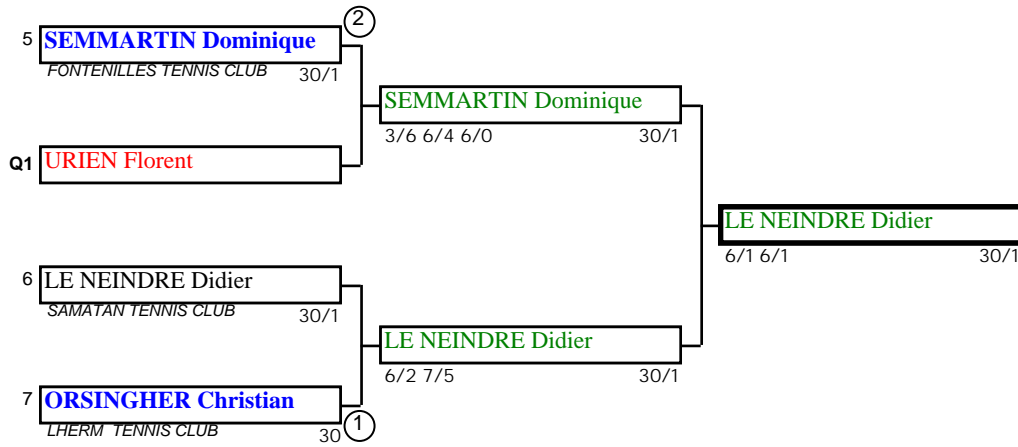 2
5 SEMMARTIN Dominique
FONTENILLES TENNIS CLUB 30/1
SEMMARTIN Dominique
3/6 6/4 6/0 30/1
Q1 URIEN Florent
LE NEINDRE Didier
6/1 6/1 30/1
6 LE NEINDRE Didier
SAMATAN TENNIS CLUB 30/1
LE NEINDRE Didier
6/2 7/5 30/1
7 ORSINGHER Christian
LHERM TENNIS CLUB 30 1